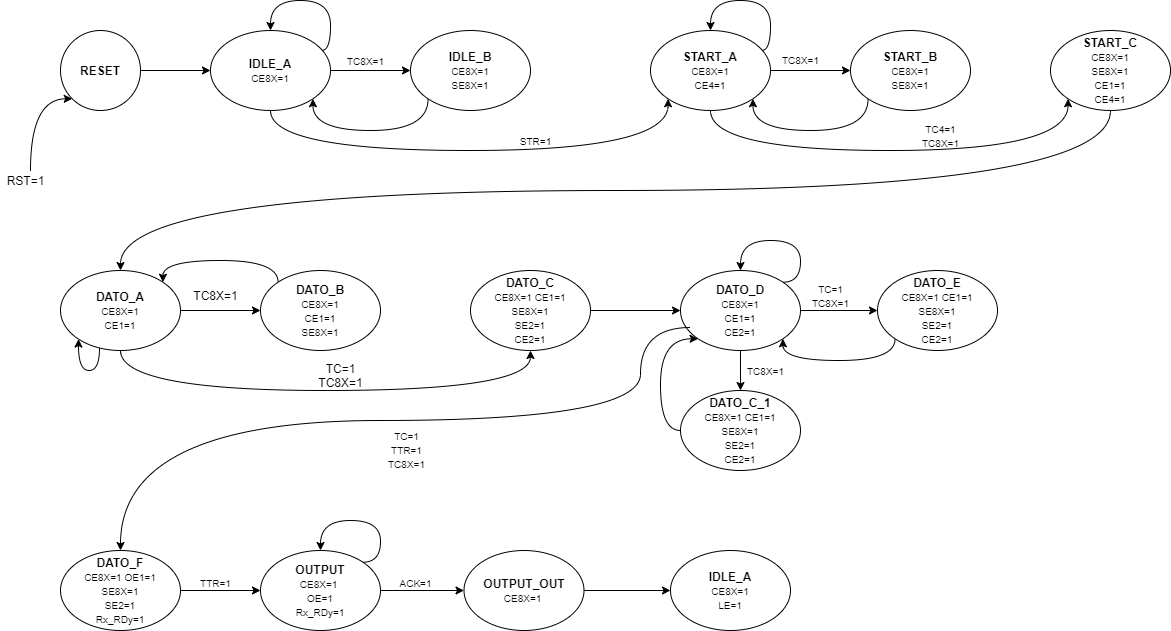 RESET
IDLE_A
CE8X=1
TC8X=1
IDLE_B
CE8X=1
SE8X=1
START_A
CE8X=1
CE4=1
TC8X=1
START_B
CE8X=1
SE8X=1
START_C
CE8X=1
SE8X=1
CE1=1
CE4=1
STR=1
TC4=1
TC8X=1
RST=1
DATO_A
CE8X=1
CE1=1
TC8X=1
DATO_B
CE8X=1
CE1=1
SE8X=1
DATO_C
CE8X=1 CE1=1
SE8X=1
SE2=1
CE2=1
DATO_D
CE8X=1
CE1=1
CE2=1
TC=1
TC8X=1
DATO_E
CE8X=1 CE1=1
SE8X=1
SE2=1
CE2=1
TC=1
TC8X=1
TC8X=1
DATO_C_1
CE8X=1 CE1=1
SE8X=1
SE2=1
CE2=1
TC=1
TTR=1
TC8X=1
DATO_F
CE8X=1 OE1=1
SE8X=1
SE2=1
Rx_RDy=1
TTR=1
OUTPUT
CE8X=1
OE=1
Rx_RDy=1
ACK=1
OUTPUT_OUT
CE8X=1
IDLE_A
CE8X=1
LE=1